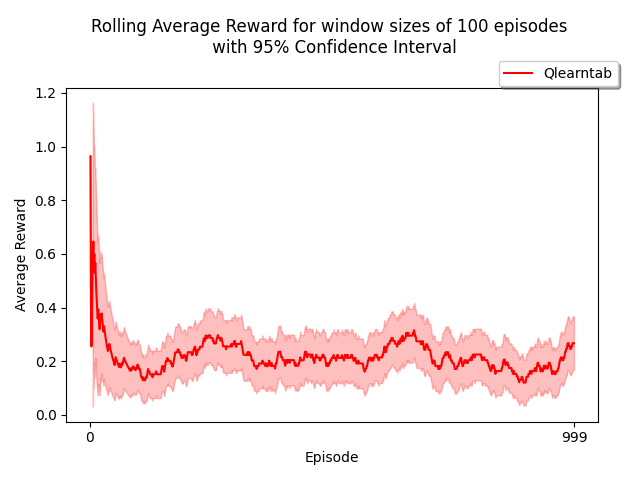 Rolling Average Reward for window sizes of 100 episodes
with 95% Confidence Interval
Qlearntab
1.2
1.0
0.8
0.6
0.4
0.2
0.0
Average Reward
0 999
Episode